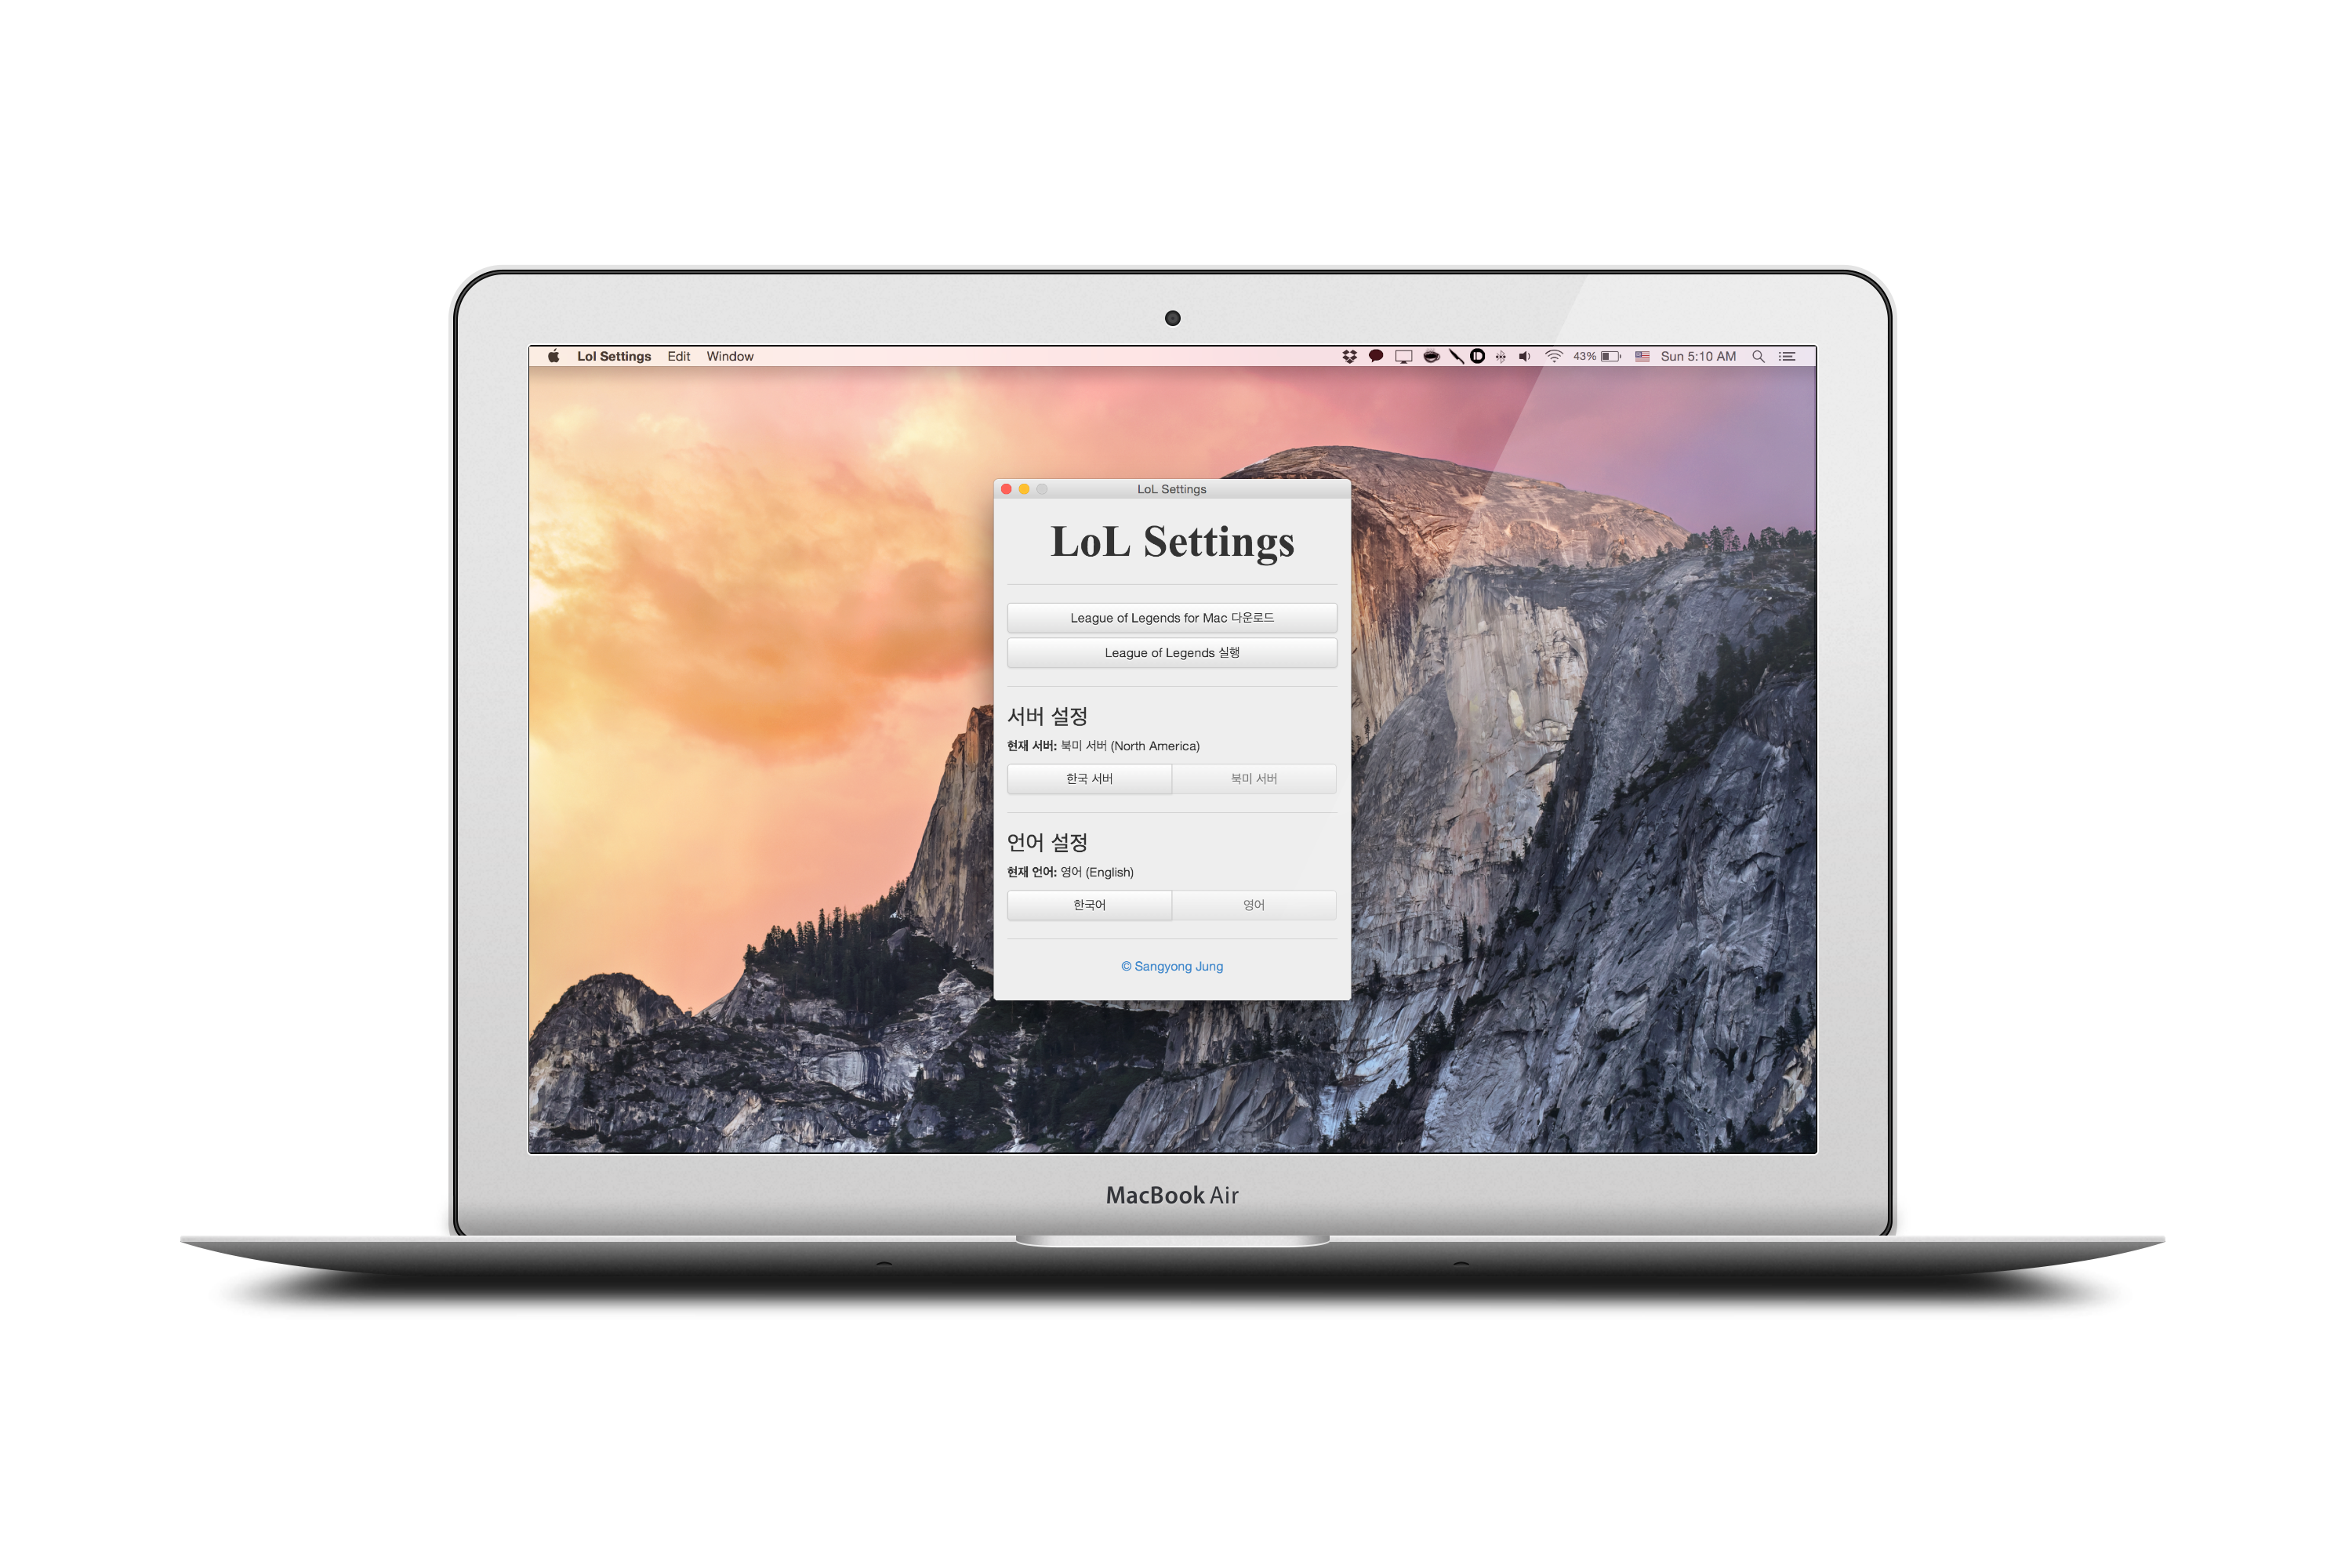 Lol Settings Edit Window 43% Sun 5:10 AM
LoL Settings
LoL Settings
League of Legends for Mac 다운로드
League of Legends 실행
서버 설정
현재 서버: 북미 서버 (North America)
한국 서버 북미 서버
언어 설정
현재 언어: 영어 (English)
한국어 영어
© Sangyong Jung
MacBook Air